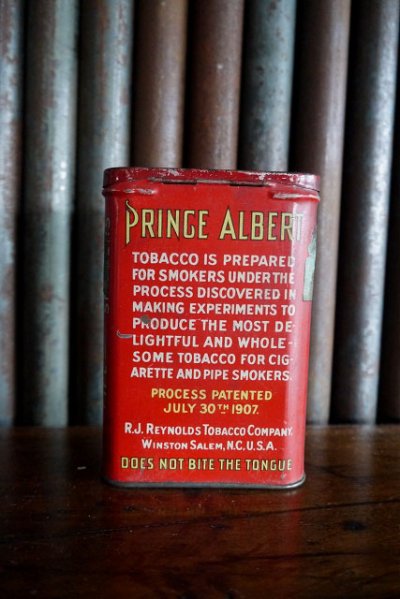 PRINCE ALBERT
TOBACCO IS PREPARED
FOR SMOKERS UNDER THE
PROCESS DISCOVERED IN
MAKING EXPERIMENTS TO
PRODUCE THE MOST DE-
LIGHTFUL AND WHOLE-
SOME TOBACCO FOR CIG-
ARETTE AND PIPE SMOKERS.
PROCESS PATENTED
JULY 30TH 1907.
R.J. REYNOLDS TOBACCO COMPANY.
WINSTON SALEM, N.C. U.S.A.
DOES NOT BITE THE TONGUE